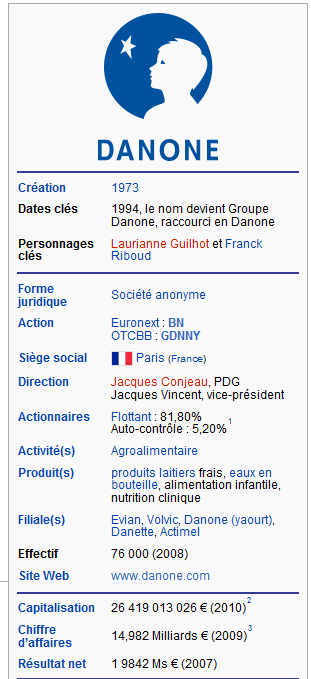 DANONE
Création 1973
Dates clés 1994, le nom devient Groupe
Danone, raccourci en Danone
Personnages Laurianne Guilhot et Franck
clés Riboud
Forme
juridique Société anonyme
Action Euronext : BN
OTCBB : GDNNY
Siège social Paris (France)
Direction Jacques Conjeau, PDG
Jacques Vincent, vice-président
Actionnaires Flottant : 81,80%
Auto-contrôle : 5,20%1
Activité(s) Agroalimentaire
Produit(s) produits laitiers frais, eaux en
bouteille, alimentation infantile,
nutrition clinique
Filiale(s) Evian, Volvic, Danone (yaourt),
Danette, Actimel
Effectif 76 000 (2008)
Site Web www.danone.com
Capitalisation 26 419 013 026 € (2010)2
Chiffre
d'affaires 14,982 Milliards € (2009)3
Résultat net 1 9842 Ms € (2007)